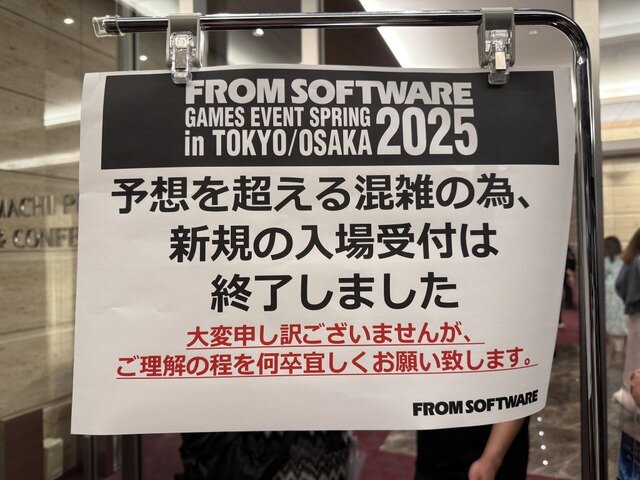 FROM SOFTWARE
GAMES EVENT SPRING
in TOKYO/OSAKA 2025
予想を超える混雑の為、
新規の入場受付は
終了しました
大変申し訳ございませんが、
ご理解の程を何卒宜しくお願い致します。
FROM SOFTWARE
MACHI P
& CONFE